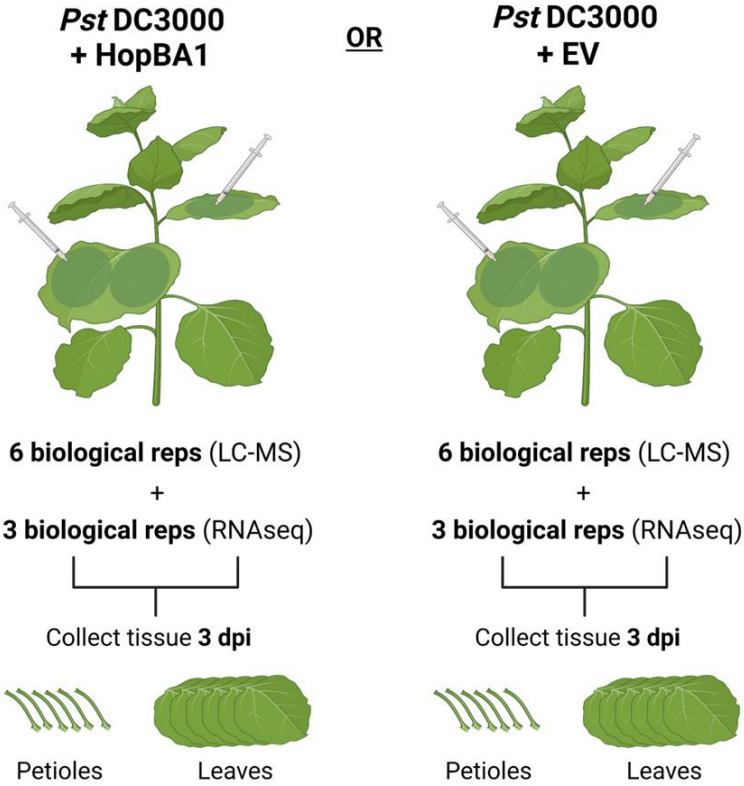 Pst DC3000
+ HopBA1
OR
Pst DC3000
+ EV
6 biological reps (LC-MS)
+
3 biological reps (RNAseq)
Collect tissue 3 dpi
Petioles
Leaves
6 biological reps (LC-MS)
+
3 biological reps (RNAseq)
Collect tissue 3 dpi
Petioles
Leaves